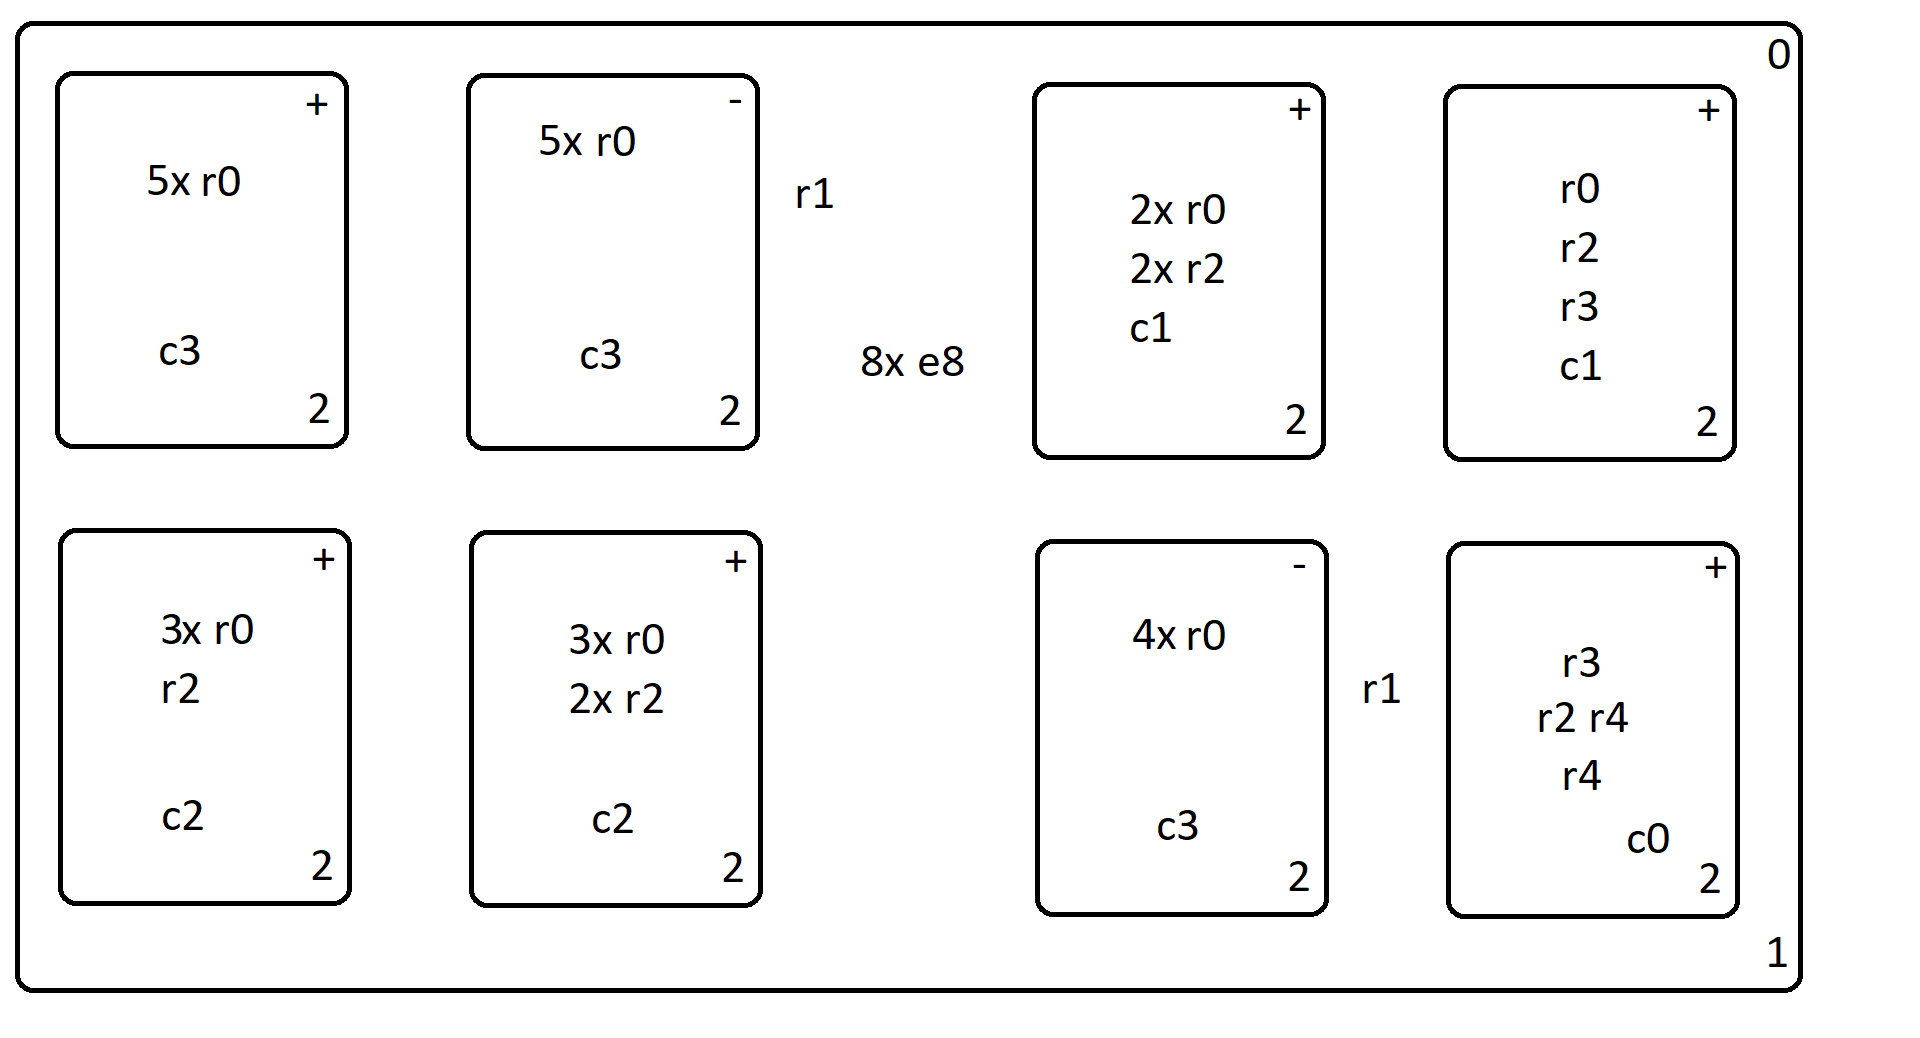 0
+
5x r0
c3
2
-
5x r0
c3
2
r1
8x e8
+
2x r0
2x r2
c1
2
+
r0
r2
r3
c1
2
+
3x r0
r2
c2
2
+
3x r0
2x r2
c2
2
-
4x r0
c3
2
r1
+
r3
r2 r4
r4
c0
2
1